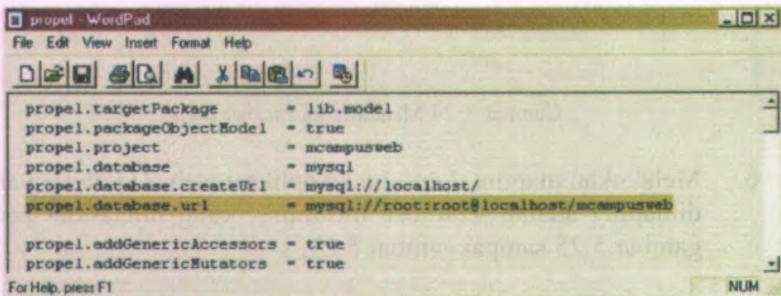 propel - WordPad
File Edit View Insert Format Help
propel.targetPackage = lib.model
propel.packageObjectModel = true
propel.project = mcampusweb
propel.database = mysql
propel.database.createUrl = mysql://localhost/
propel.database.url = mysql://root:root@localhost/mcampusweb
propel.addGenericAccessors = true
propel.addGenericMutators = true
For Help, press F1 NUM